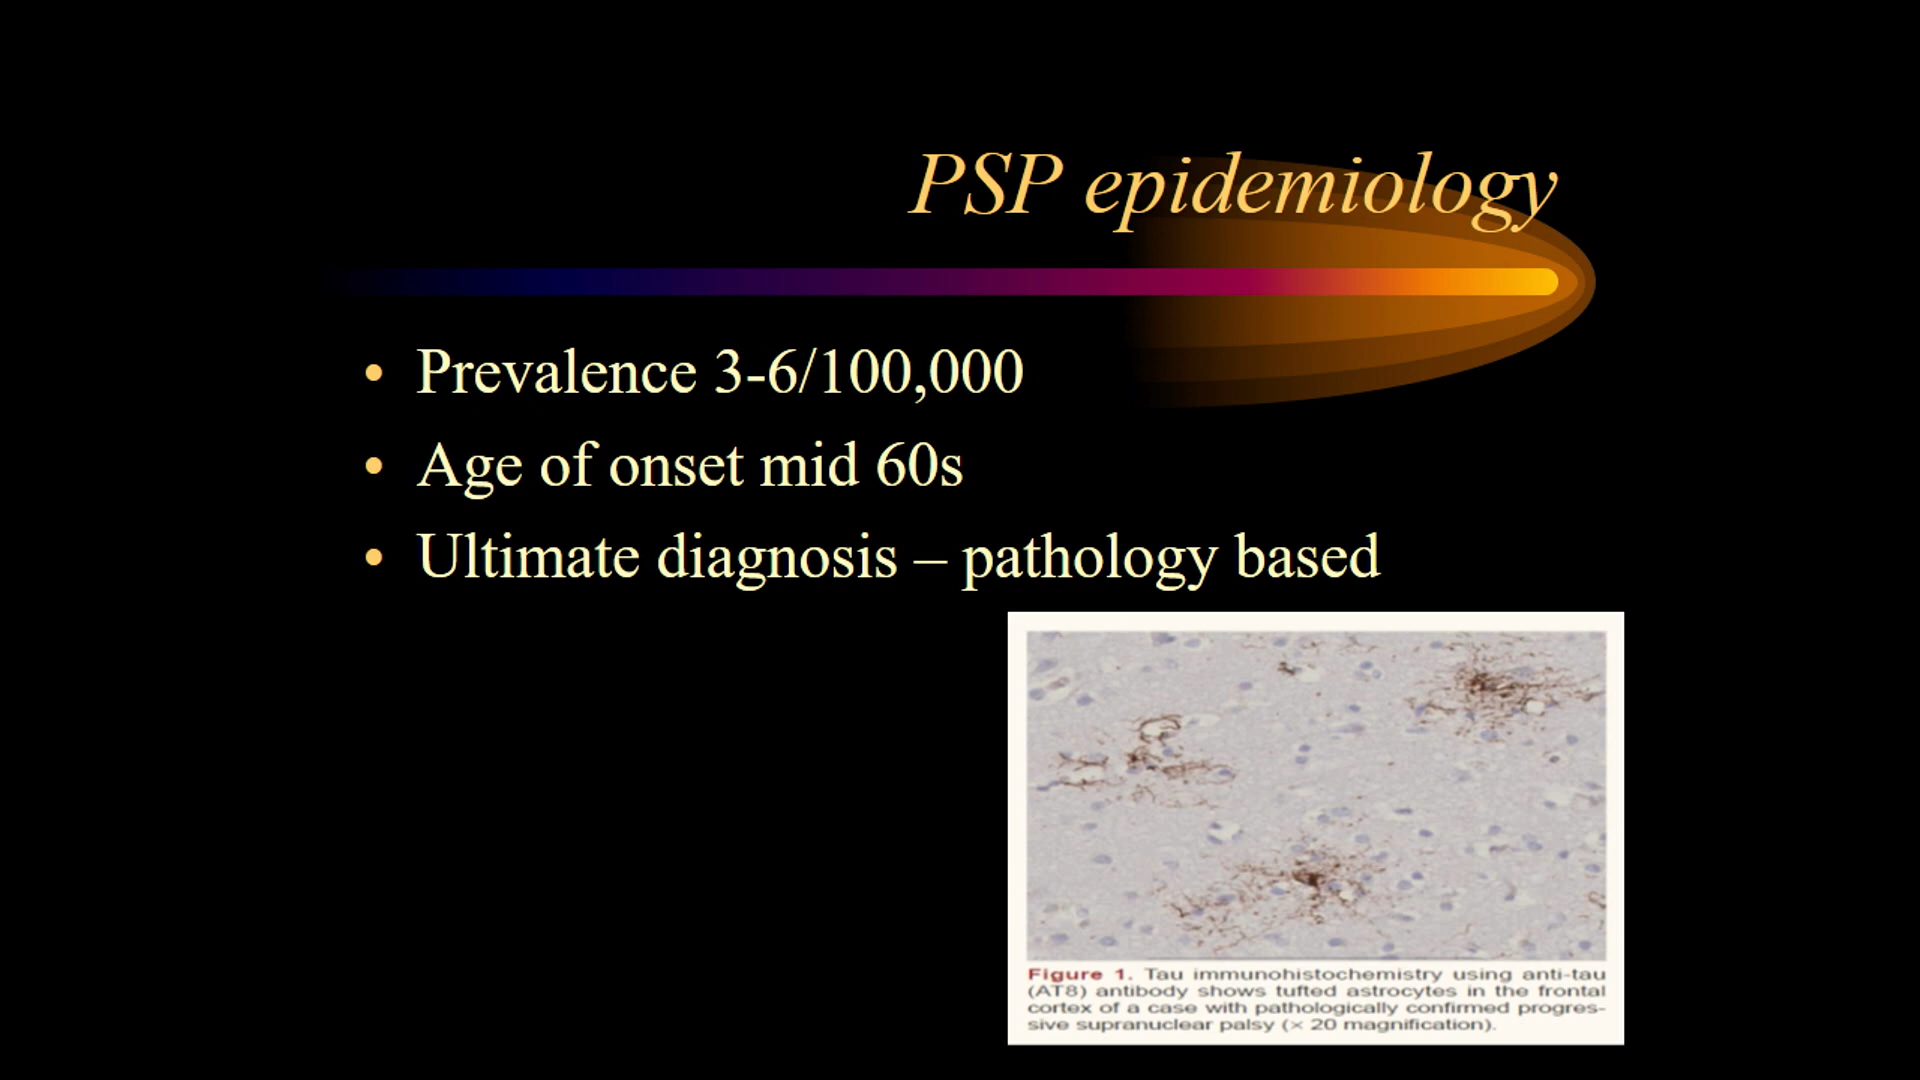 PSP epidemiology
• Prevalence 3-6/100,000
• Age of onset mid 60s
• Ultimate diagnosis – pathology based
Figure 1. Tau immunohistochemistry using anti-tau
(AT8) antibody shows tufted astrocytes in the frontal
cortex of a case with pathologically confirmed progres-
sive supranuclear palsy (× 20 magnification).